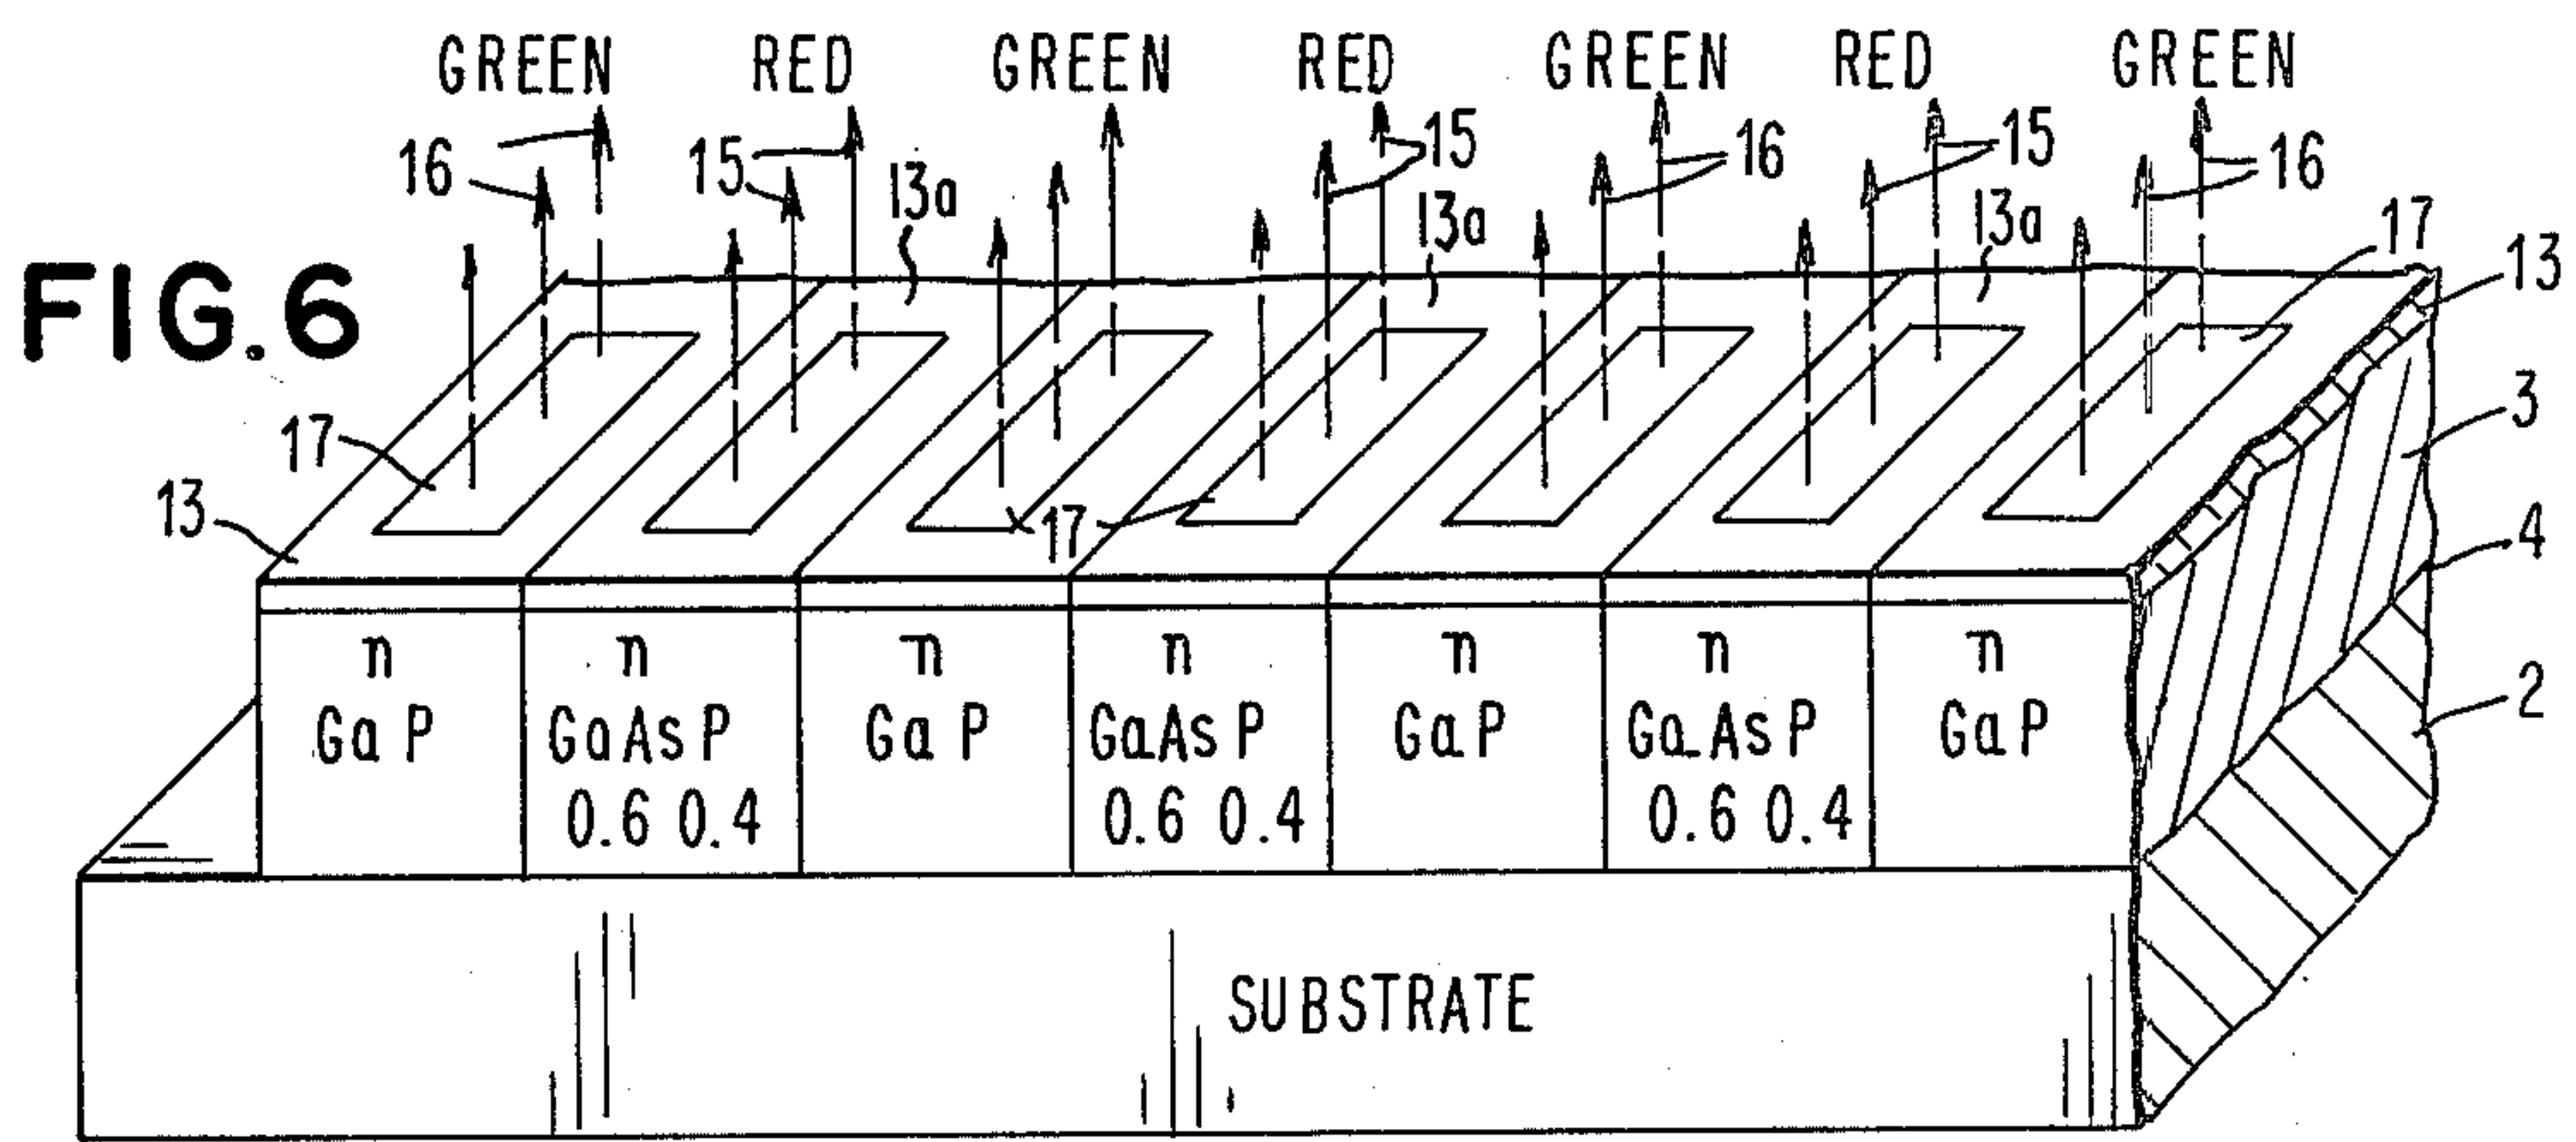 GREEN RED GREEN RED GREEN RED GREEN
16 15 13a 15 13a 16 15 13a 16 17
FIG. 6
13
17
3
13 17
4
n n n n n n n
2
GaP GaAsP GaP GaAsP GaP GaAsP GaP
0.6 0.4 0.6 0.4 0.6 0.4
SUBSTRATE